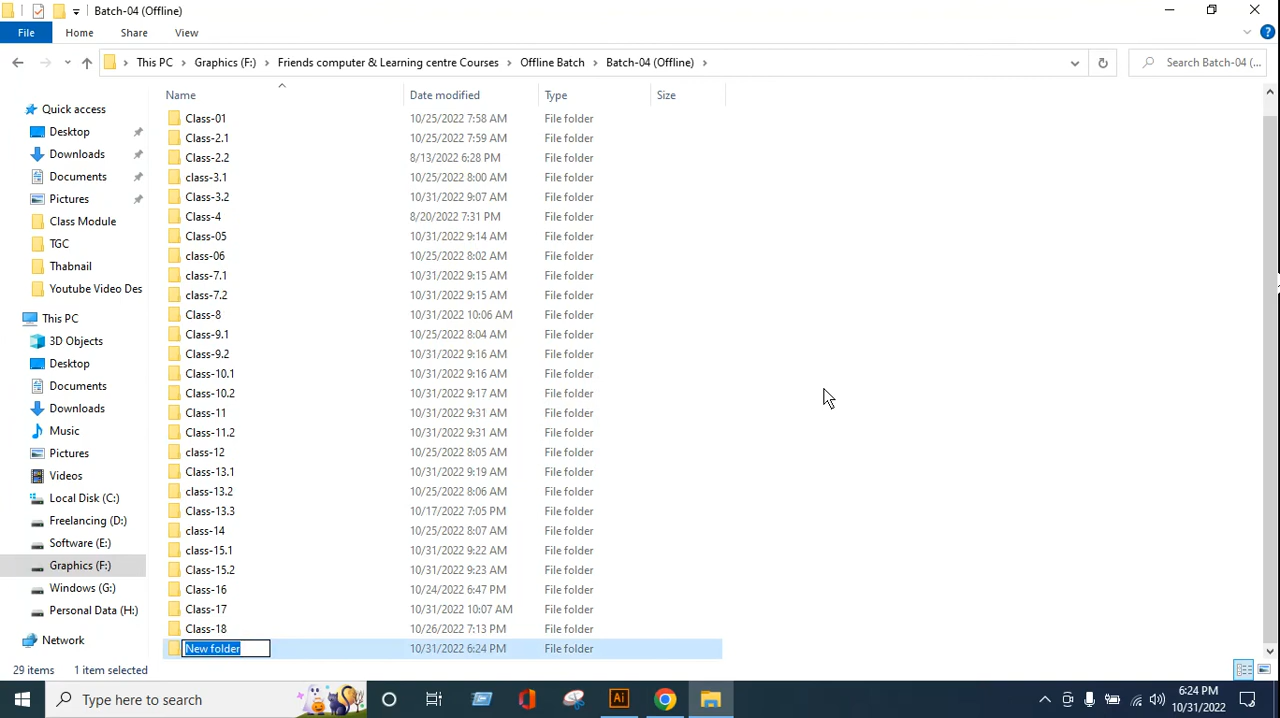 Batch-04 (Offline)
File Home Share View
This PC Graphics (F:) Friends computer & Learning centre Courses Offline Batch Batch-04 (Offline) Search Batch-04 (...
Name Date modified Type Size
Quick access
Desktop
Downloads
Documents
Pictures
Class Module
TGC
Thabnail
Youtube Video Des
This PC
3D Objects
Desktop
Documents
Downloads
Music
Pictures
Videos
Local Disk (C:)
Freelancing (D:)
Software (E:)
Graphics (F:)
Windows (G:)
Personal Data (H:)
Network
Class-01 10/25/2022 7:58 AM File folder
Class-2.1 10/25/2022 7:59 AM File folder
Class-2.2 8/13/2022 6:28 PM File folder
class-3.1 10/25/2022 8:00 AM File folder
Class-3.2 10/31/2022 9:07 AM File folder
Class-4 8/20/2022 7:31 PM File folder
Class-05 10/31/2022 9:14 AM File folder
class-06 10/25/2022 8:02 AM File folder
class-7.1 10/31/2022 9:15 AM File folder
class-7.2 10/31/2022 9:15 AM File folder
Class-8 10/31/2022 10:06 AM File folder
Class-9.1 10/25/2022 8:04 AM File folder
Class-9.2 10/31/2022 9:16 AM File folder
Class-10.1 10/31/2022 9:16 AM File folder
Class-10.2 10/31/2022 9:17 AM File folder
Class-11 10/31/2022 9:31 AM File folder
Class-11.2 10/31/2022 9:31 AM File folder
class-12 10/25/2022 8:05 AM File folder
Class-13.1 10/31/2022 9:19 AM File folder
class-13.2 10/25/2022 8:06 AM File folder
Class-13.3 10/17/2022 7:05 PM File folder
class-14 10/25/2022 8:07 AM File folder
class-15.1 10/31/2022 9:22 AM File folder
Class-15.2 10/31/2022 9:23 AM File folder
Class-16 10/24/2022 6:47 PM File folder
Class-17 10/31/2022 10:07 AM File folder
Class-18 10/26/2022 7:13 PM File folder
New folder 10/31/2022 6:24 PM File folder
29 items 1 item selected
Type here to search
Ai
6:24 PM
10/31/2022